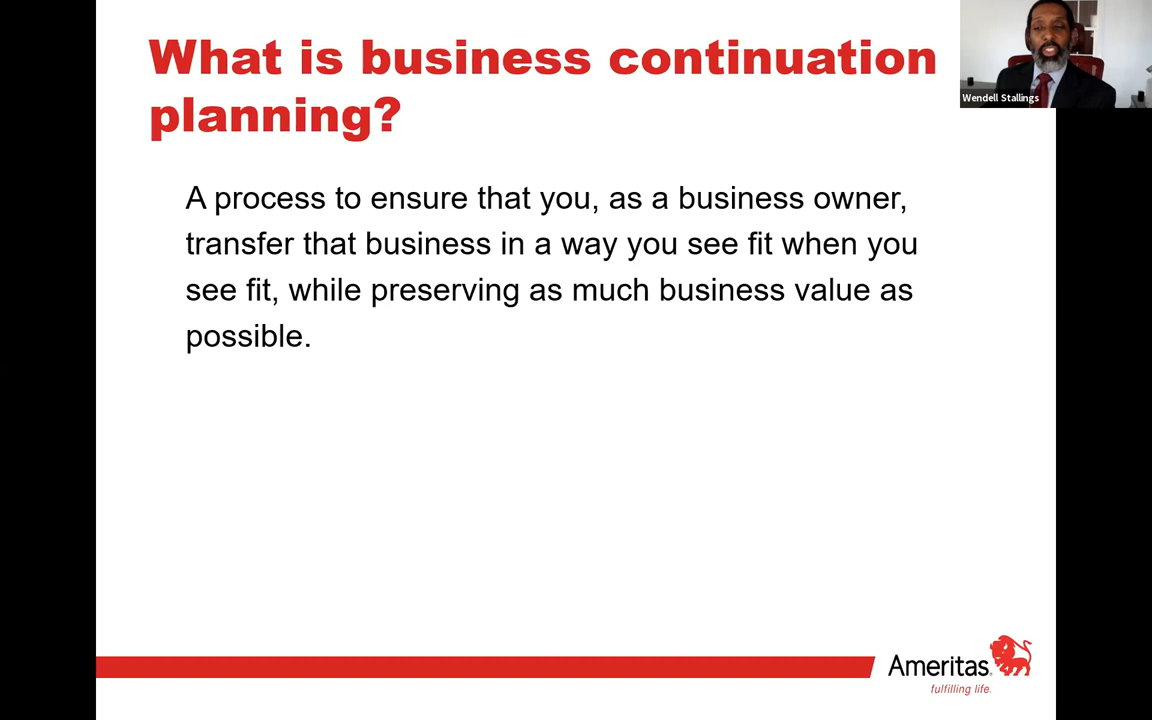 What is business continuation
planning?
Wendell Stallings
A process to ensure that you, as a business owner,
transfer that business in a way you see fit when you
see fit, while preserving as much business value as
possible.
Ameritas
fulfilling life.